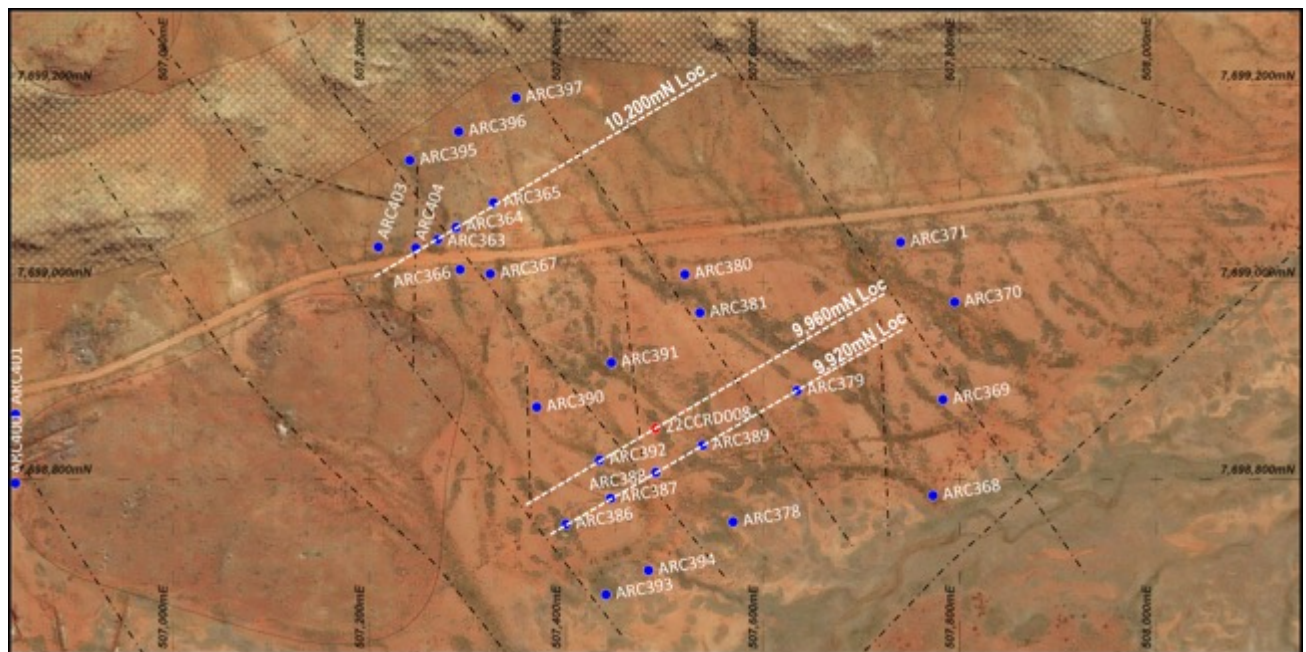 507,000mE
507,200mE
507,400mE
507,600mE
507,800mE
508,000mE
7,699,200mN
7,699,200mN
ARC397
10,200mN Loc
ARC396
ARC395
ARC403
ARC404
ARC365
ARC364
ARC363
ARC371
7,699,000mN
7,699,000mN
ARC366
ARC367
ARC380
ARC370
ARC381
9,960mN Loc
9,920mN Loc
ARC391
ARC401
ARC400
ARC390
ARC379
ARC369
22CCRD008
ARC389
ARC392
7,698,800mN
7,698,800mN
ARC388
ARC387
ARC368
ARC386
ARC378
ARC394
ARC393
507,000mE
507,200mE
507,400mE
507,600mE
507,800mE
508,000mE